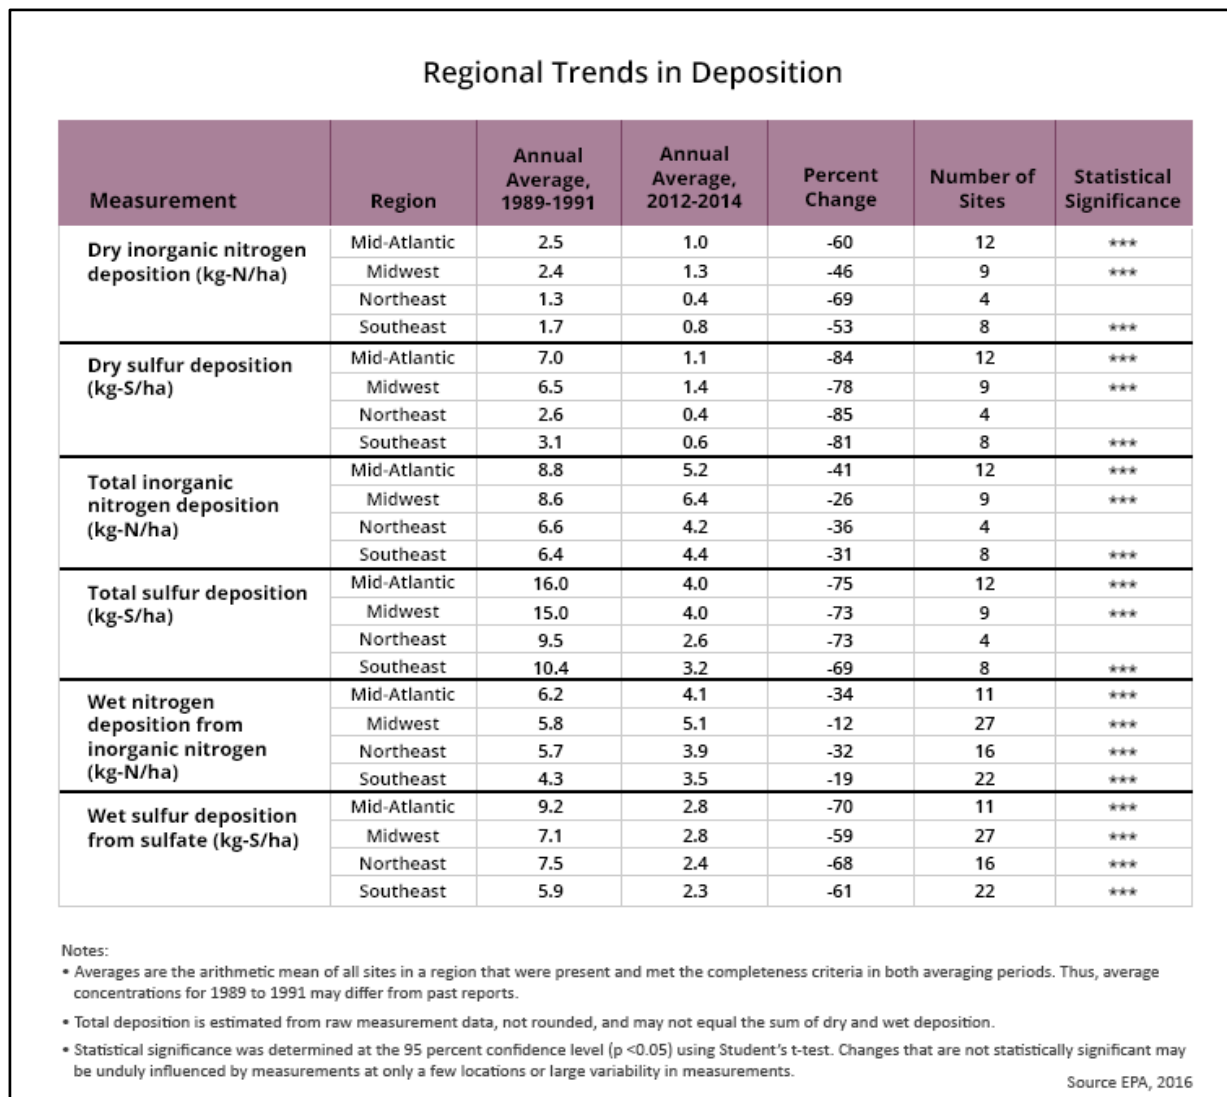 Regional Trends in Deposition
Measurement Region Annual Average, 1989-1991 Annual Average, 2012-2014 Percent Change Number of Sites Statistical Significance
Dry inorganic nitrogen deposition (kg-N/ha)
Mid-Atlantic 2.5 1.0 -60 12 ***
Midwest 2.4 1.3 -46 9 ***
Northeast 1.3 0.4 -69 4
Southeast 1.7 0.8 -53 8 ***
Dry sulfur deposition (kg-S/ha)
Mid-Atlantic 7.0 1.1 -84 12 ***
Midwest 6.5 1.4 -78 9 ***
Northeast 2.6 0.4 -85 4
Southeast 3.1 0.6 -81 8 ***
Total inorganic nitrogen deposition (kg-N/ha)
Mid-Atlantic 8.8 5.2 -41 12 ***
Midwest 8.6 6.4 -26 9 ***
Northeast 6.6 4.2 -36 4
Southeast 6.4 4.4 -31 8 ***
Total sulfur deposition (kg-S/ha)
Mid-Atlantic 16.0 4.0 -75 12 ***
Midwest 15.0 4.0 -73 9 ***
Northeast 9.5 2.6 -73 4
Southeast 10.4 3.2 -69 8 ***
Wet nitrogen deposition from inorganic nitrogen (kg-N/ha)
Mid-Atlantic 6.2 4.1 -34 11 ***
Midwest 5.8 5.1 -12 27 ***
Northeast 5.7 3.9 -32 16 ***
Southeast 4.3 3.5 -19 22 ***
Wet sulfur deposition from sulfate (kg-S/ha)
Mid-Atlantic 9.2 2.8 -70 11 ***
Midwest 7.1 2.8 -59 27 ***
Northeast 7.5 2.4 -68 16 ***
Southeast 5.9 2.3 -61 22 ***
Notes:
• Averages are the arithmetic mean of all sites in a region that were present and met the completeness criteria in both averaging periods. Thus, average
concentrations for 1989 to 1991 may differ from past reports.
• Total deposition is estimated from raw measurement data, not rounded, and may not equal the sum of dry and wet deposition.
• Statistical significance was determined at the 95 percent confidence level (p <0.05) using Student's t-test. Changes that are not statistically significant may
be unduly influenced by measurements at only a few locations or large variability in measurements.
Source EPA, 2016